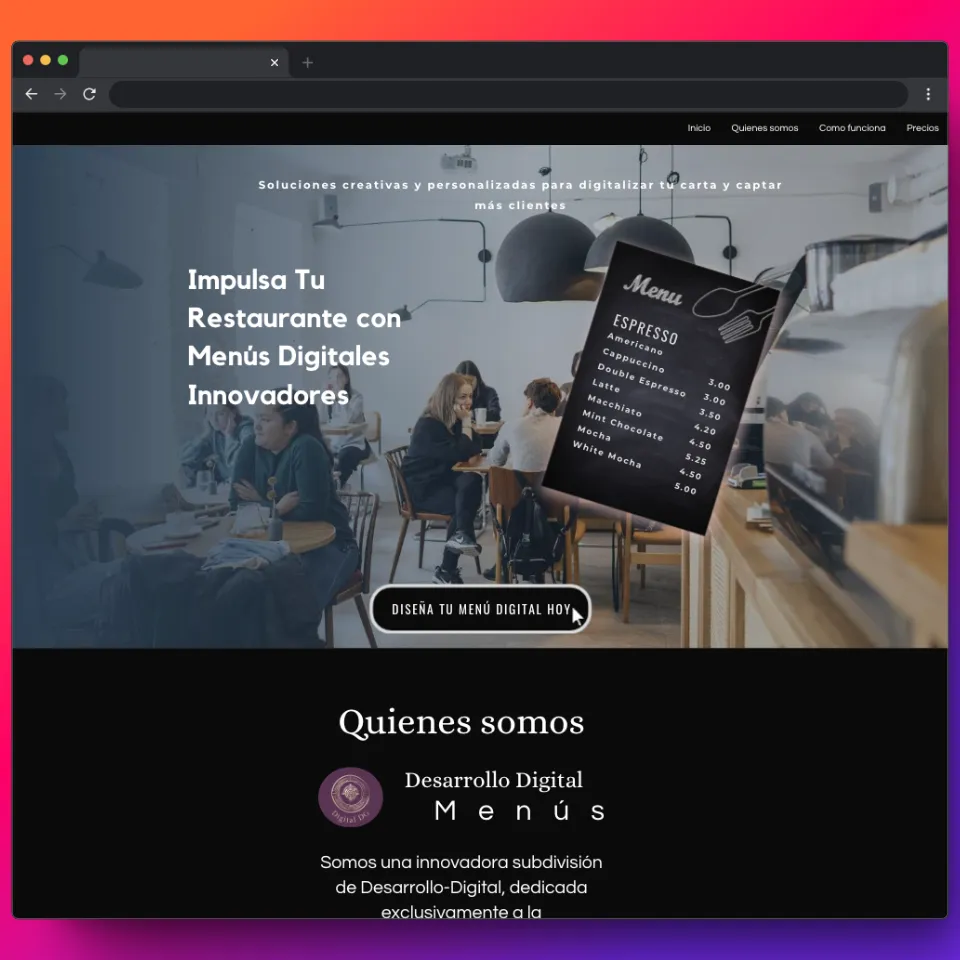 Inicio
Quienes somos
Como funciona
Precios
Soluciones creativas y personalizadas para digitalizar tu carta y captar
más clientes
Impulsa Tu
Restaurante con
Menús Digitales
Innovadores
Menu
ESPRESSO
Americano 3.00
Cappuccino 3.00
Double Espresso 3.50
Latte 4.20
Macchiato 4.50
Mint Chocolate 5.25
Mocha 4.50
White Mocha 5.00
DISEÑA TU MENÚ DIGITAL HOY
Quienes somos
Desarrollo Digital
Menús
Digital DG
Somos una innovadora subdivisión
de Desarrollo-Digital, dedicada
exclusivamente a la